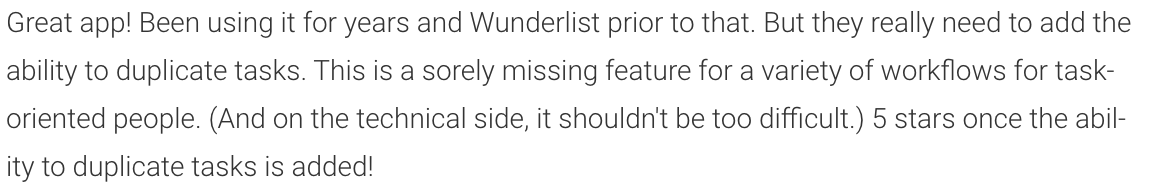 Great app! Been using it for years and Wunderlist prior to that. But they really need to add the
ability to duplicate tasks. This is a sorely missing feature for a variety of workflows for task-
oriented people. (And on the technical side, it shouldn't be too difficult.) 5 stars once the abil-
ity to duplicate tasks is added!